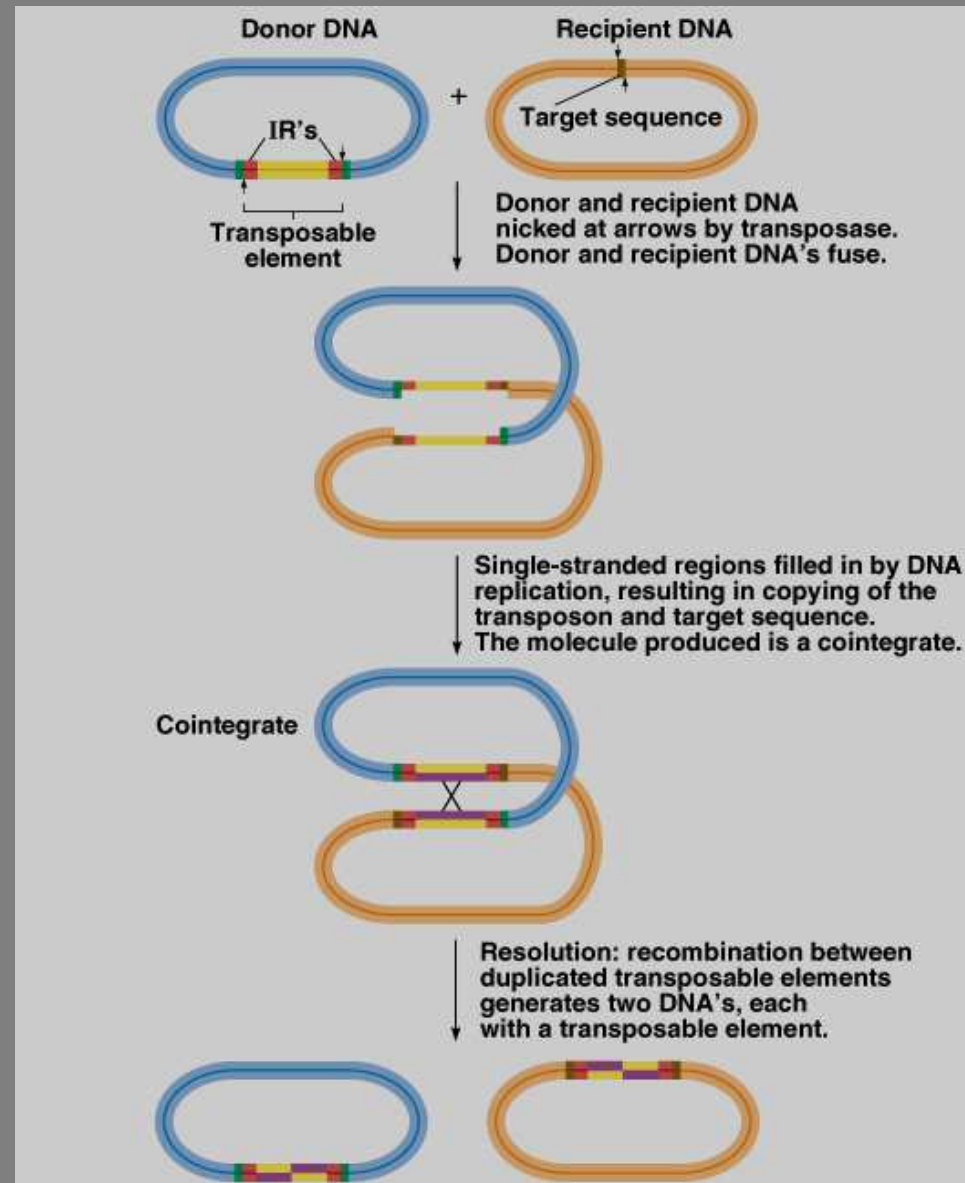 Donor DNA
Recipient DNA
+
IR's
Target sequence
Transposable
element
Donor and recipient DNA
nicked at arrows by transposase.
Donor and recipient DNA's fuse.
Single-stranded regions filled in by DNA
replication, resulting in copying of the
transposon and target sequence.
The molecule produced is a cointegrate.
Cointegrate
Resolution: recombination between
duplicated transposable elements
generates two DNA's, each
with a transposable element.